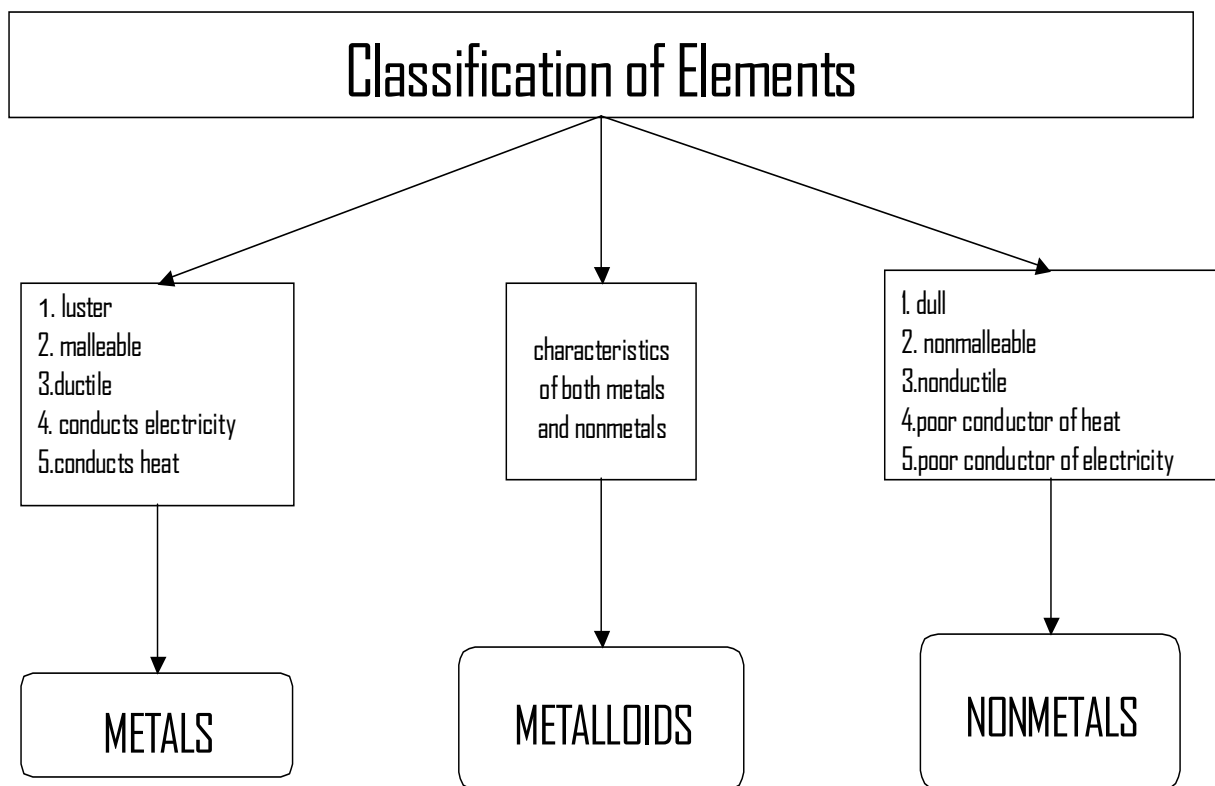 Classification of Elements
1. luster
2. malleable
3.ductile
4. conducts electricity
5.conducts heat
characteristics
of both metals
and nonmetals
1. dull
2. nonmalleable
3.nonductile
4.poor conductor of heat
5.poor conductor of electricity
METALS
METALLOIDS
NONMETALS